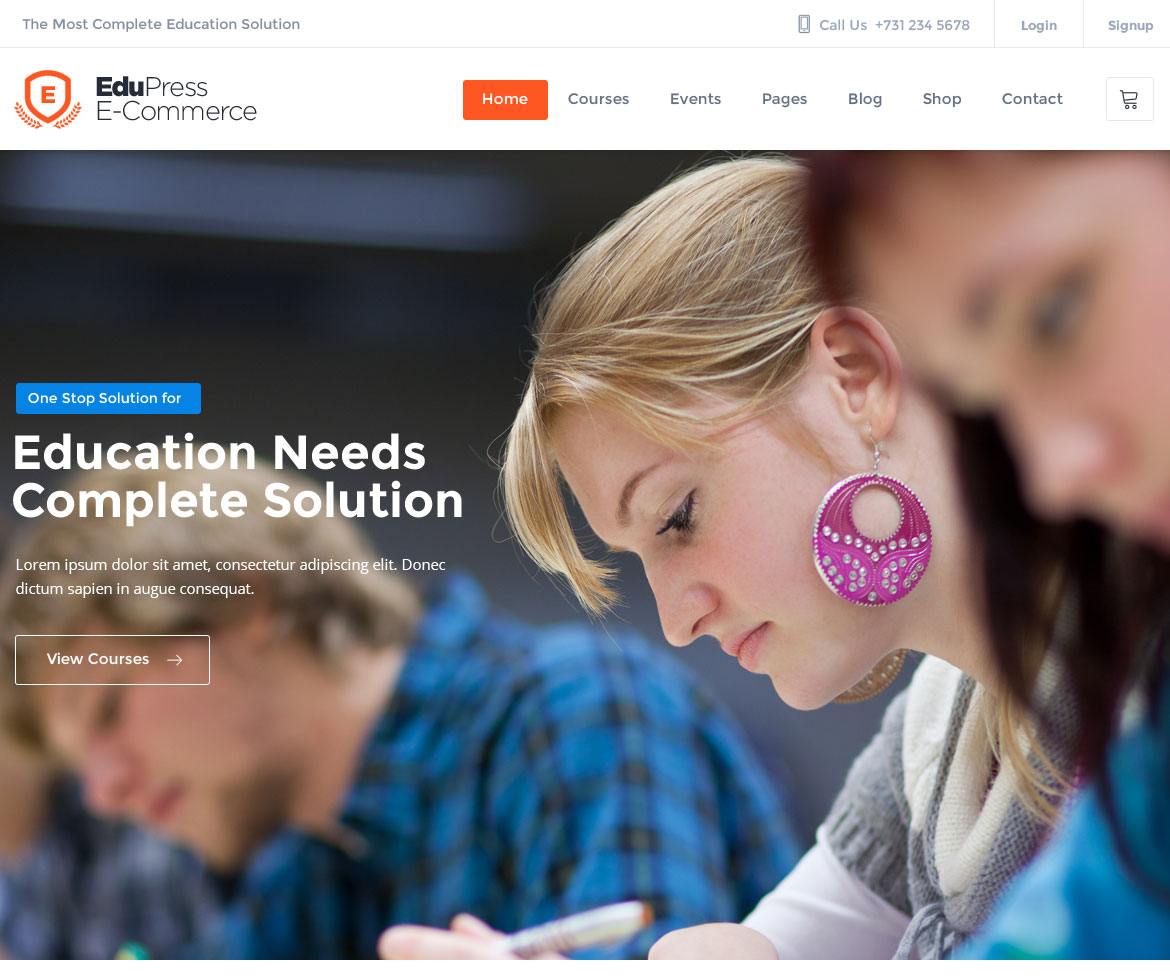 The Most Complete Education Solution
Call Us +731 234 5678
Login
Signup
E
EduPress
E-Commerce
Home
Courses
Events
Pages
Blog
Shop
Contact
One Stop Solution for
Education Needs
Complete Solution
Lorem ipsum dolor sit amet, consectetur adipiscing elit. Donec
dictum sapien in augue consequat.
View Courses